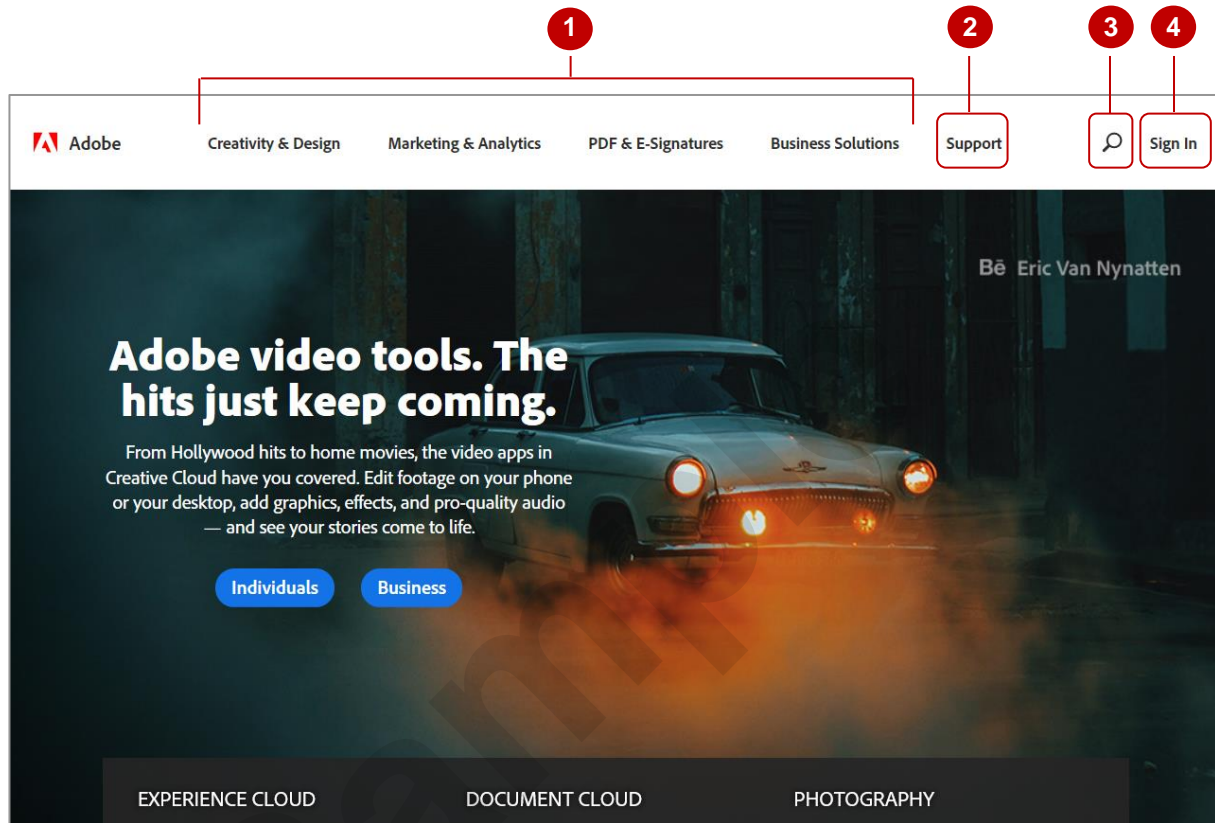 1 2 3 4
Adobe Creativity & Design Marketing & Analytics PDF & E-Signatures Business Solutions Support Sign In
Bē Eric Van Nynatten
Adobe video tools. The
hits just keep coming.
From Hollywood hits to home movies, the video apps in
Creative Cloud have you covered. Edit footage on your phone
or your desktop, add graphics, effects, and pro-quality audio
— and see your stories come to life.
Individuals Business
EXPERIENCE CLOUD DOCUMENT CLOUD PHOTOGRAPHY